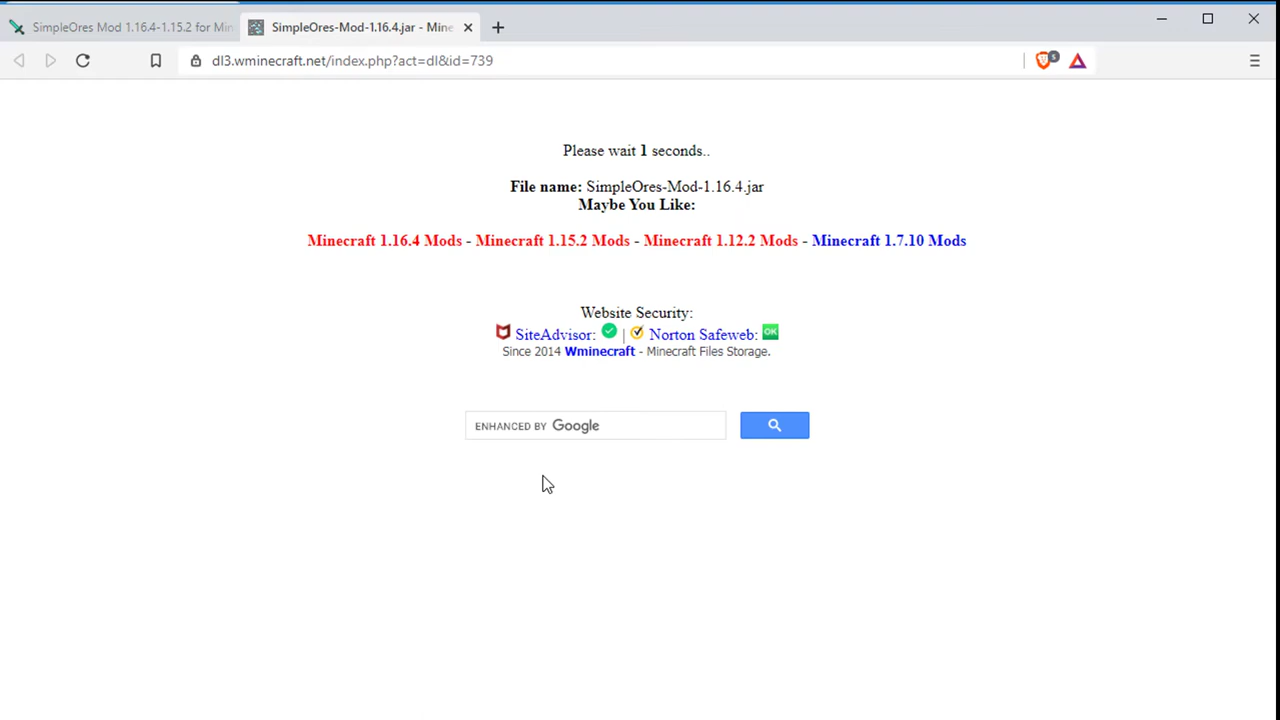 SimpleOres Mod 1.16.4-1.15.2 for Min
SimpleOres-Mod-1.16.4.jar - Mine
dl3.wminecraft.net/index.php?act=dl&id=739
5
Please wait 1 seconds..
File name: SimpleOres-Mod-1.16.4.jar
Maybe You Like:
Minecraft 1.16.4 Mods - Minecraft 1.15.2 Mods - Minecraft 1.12.2 Mods - Minecraft 1.7.10 Mods
Website Security:
SiteAdvisor: | Norton Safeweb: OK
Since 2014 Wminecraft - Minecraft Files Storage.
ENHANCED BY Google